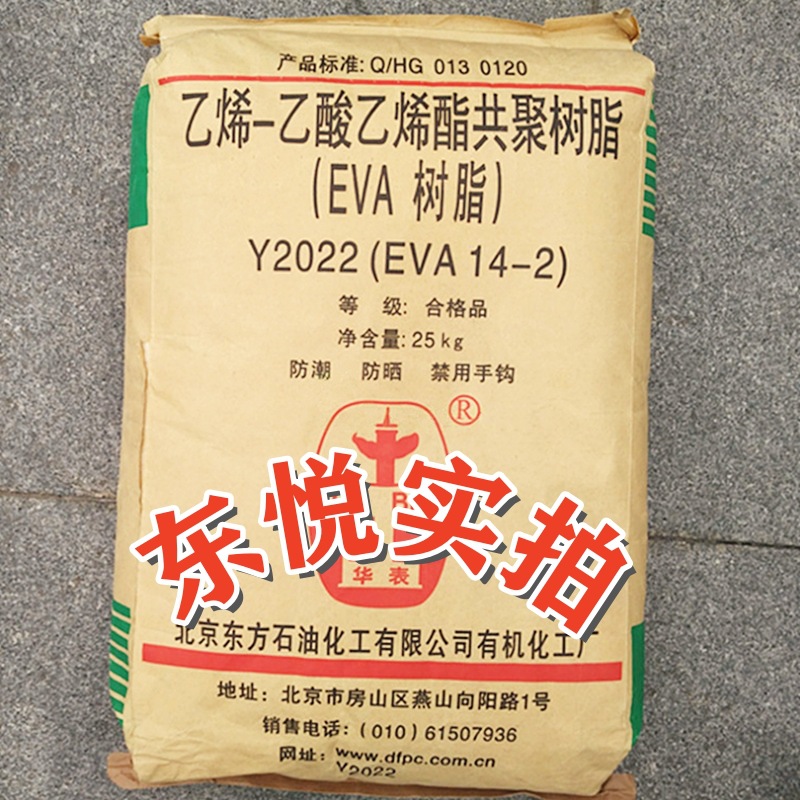 产品标准: Q/HG 013 0120
乙烯-乙酸乙烯酯共聚树脂
(EVA 树脂)
Y2022 (EVA 14-2)
等 级: 合格品
净含量: 25kg
防潮 防晒 禁用手钩
®
B
华表
东悦实拍
北京东方石油化工有限公司有机化工厂
地址: 北京市房山区燕山向阳路1号
销售电话: (010) 61507936
网址: www.dfpc.com.cn
Y2022